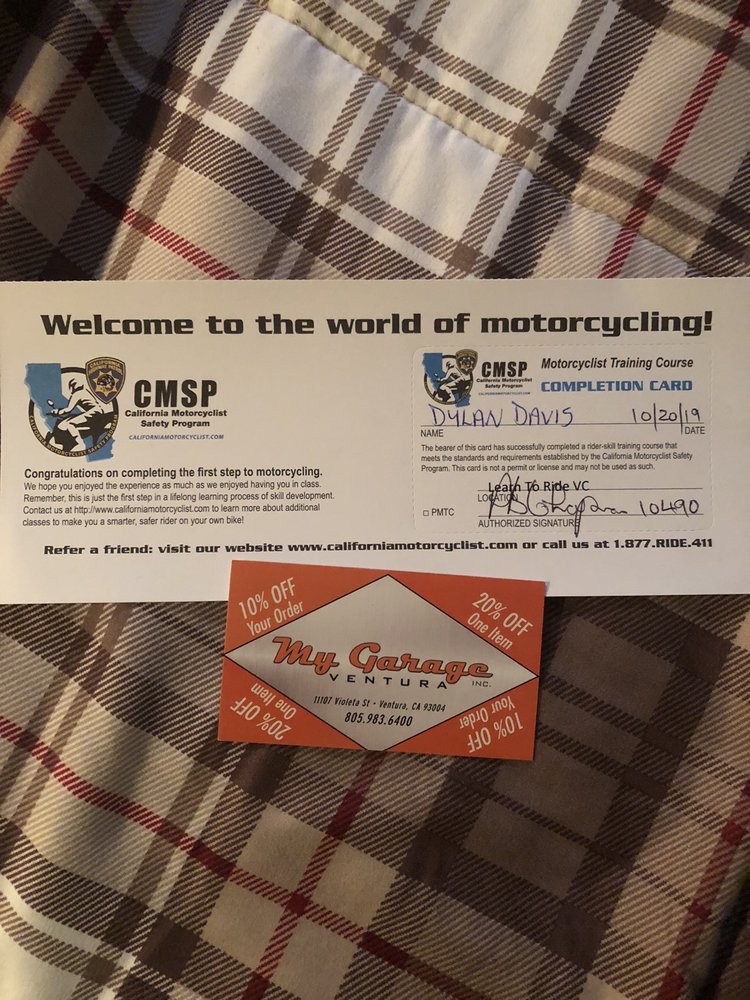 Welcome to the world of motorcycling!
CMSP
California Motorcyclist
Safety Program
CALIFORNIAMOTORCYCLIST.COM
Congratulations on completing the first step to motorcycling.
We hope you enjoyed the experience as much as we enjoyed having you in class.
Remember, this is just the first step in a lifelong learning process of skill development.
Contact us at http://www.californiamotorcyclist.com to learn more about additional
classes to make you a smarter, safer rider on your own bike!
CMSP
California Motorcyclist
Safety Program
CALIFORNIAMOTORCYCLIST.COM
Motorcyclist Training Course
COMPLETION CARD
DYLAN DAVIS 10/20/19
NAME DATE
The bearer of this card has successfully completed a rider-skill training course that
meets the standards and requirements established by the California Motorcyclist Safety
Program. This card is not a permit or license and may not be used as such.
Learn To Ride VC
LOCATION
PMTC 10490
AUTHORIZED SIGNATURE
Refer a friend: visit our website www.californiamotorcyclist.com or call us at 1.877.RIDE.411
10% OFF
Your Order
20% OFF
One Item
My Garage
VENTURA INC.
11107 Violeta St · Ventura, CA 93004
805.983.6400
20% OFF
One Item
10% OFF
Your Order